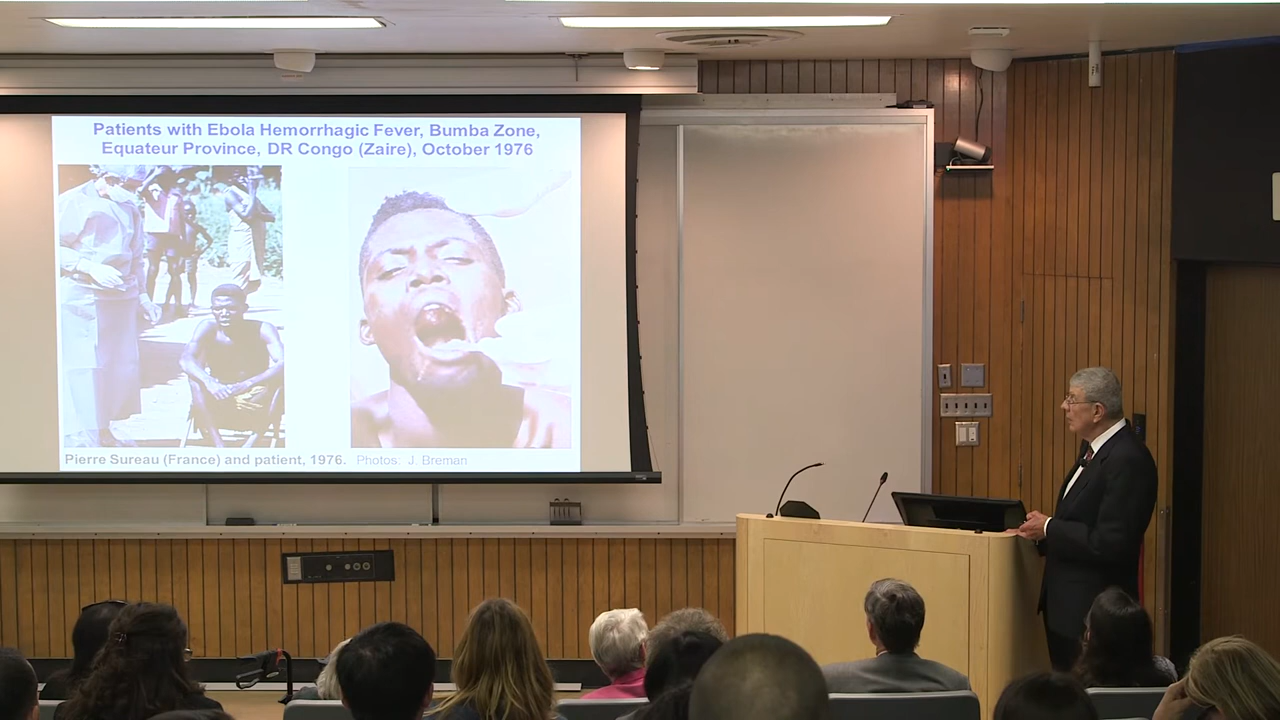 Patients with Ebola Hemorrhagic Fever, Bumba Zone,
Equateur Province, DR Congo (Zaire), October 1976
Pierre Sureau (France) and patient, 1976. Photos: J. Breman